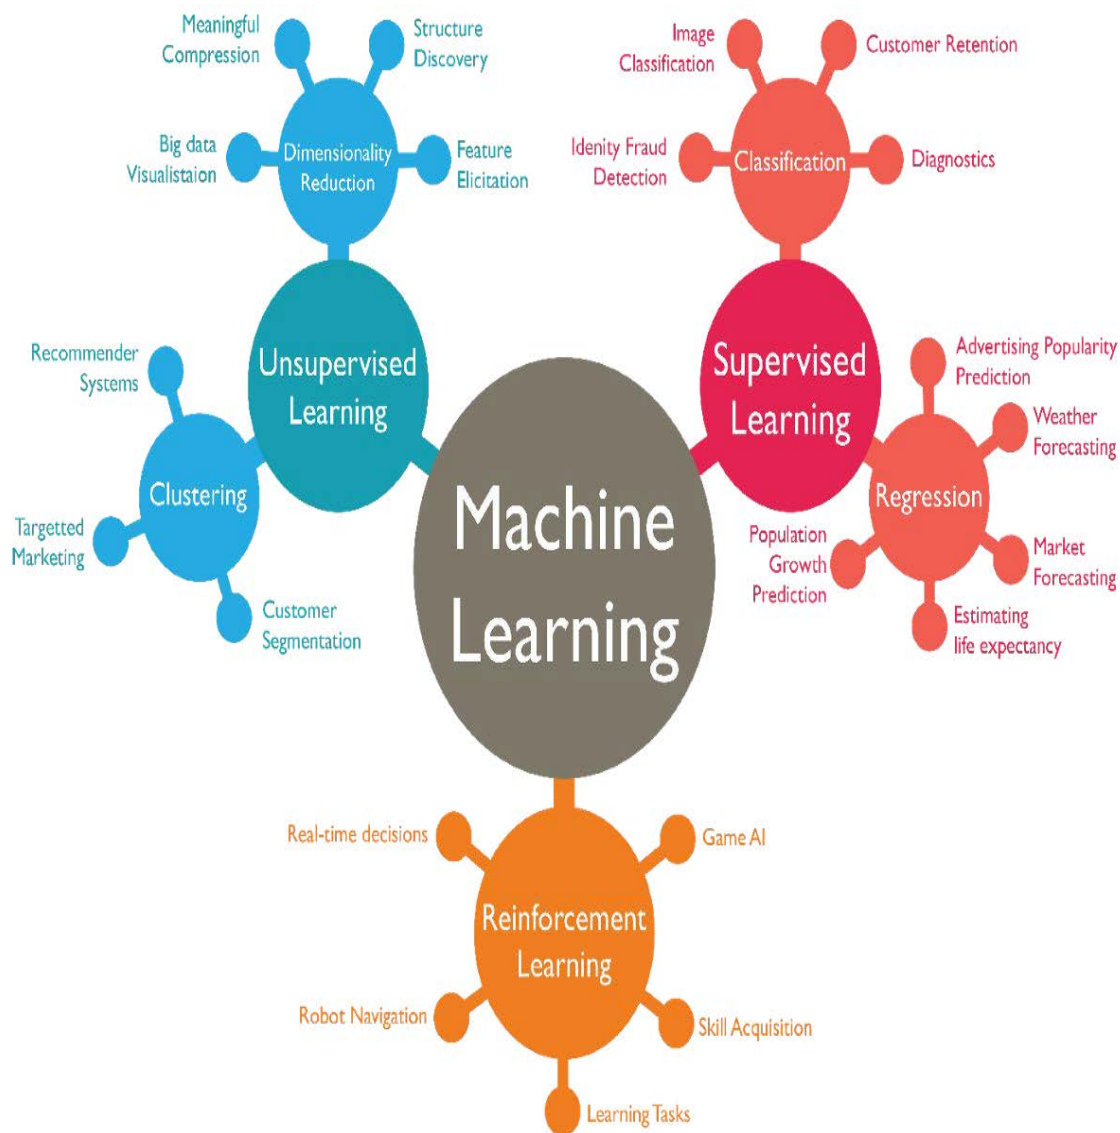 Meaningful
Compression
Structure
Discovery
Big data
Visualistaion
Dimensionality
Reduction
Feature
Elicitation
Image
Classification
Customer Retention
Idenity Fraud
Detection
Classification
Diagnostics
Unsupervised
Learning
Supervised
Learning
Recommender
Systems
Clustering
Targetted
Marketing
Customer
Segmentation
Advertising Popularity
Prediction
Weather
Forecasting
Regression
Population
Growth
Prediction
Market
Forecasting
Estimating
life expectancy
Machine
Learning
Real-time decisions
Game AI
Reinforcement
Learning
Robot Navigation
Skill Acquisition
Learning Tasks